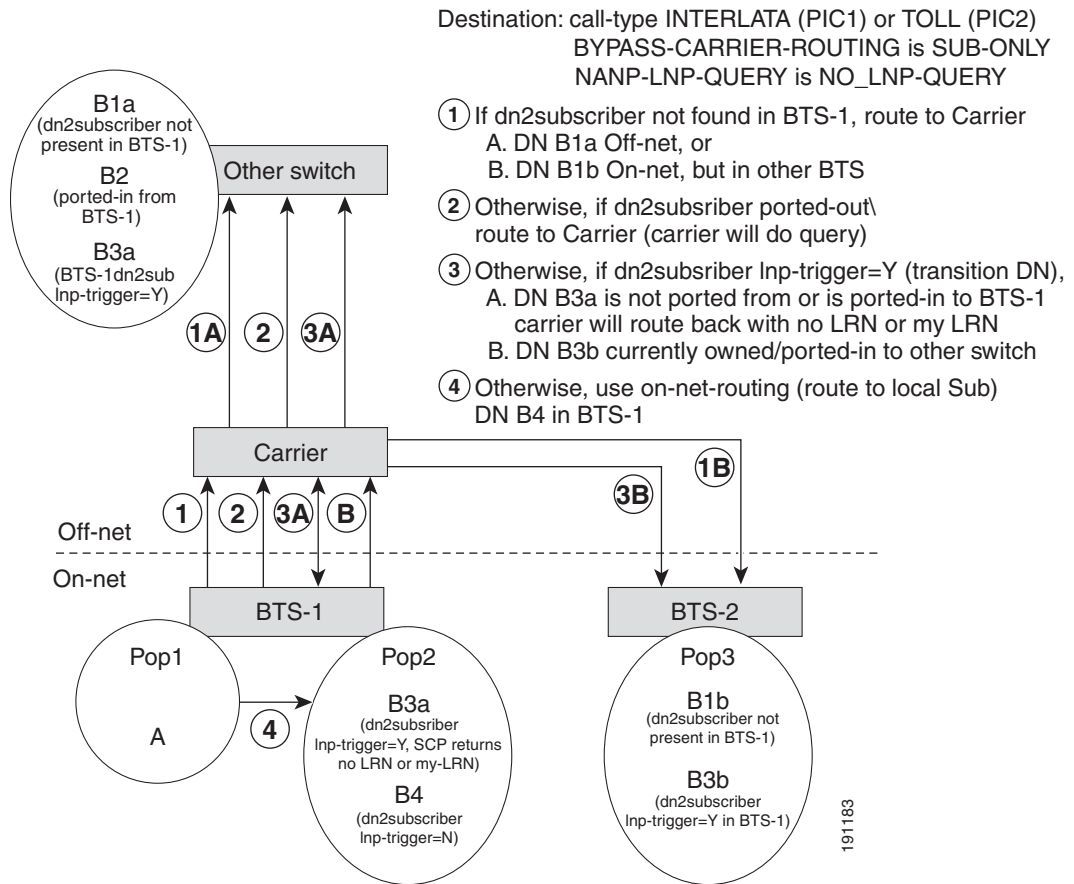 Destination: call-type INTERLATA (PIC1) or TOLL (PIC2)
BYPASS-CARRIER-ROUTING is SUB-ONLY
NANP-LNP-QUERY is NO_LNP-QUERY
1 If dn2subscriber not found in BTS-1, route to Carrier
A. DN B1a Off-net, or
B. DN B1b On-net, but in other BTS
2 Otherwise, if dn2subsriber ported-out\
route to Carrier (carrier will do query)
3 Otherwise, if dn2subsriber lnp-trigger=Y (transition DN),
A. DN B3a is not ported from or is ported-in to BTS-1
carrier will route back with no LRN or my LRN
B. DN B3b currently owned/ported-in to other switch
4 Otherwise, use on-net-routing (route to local Sub)
DN B4 in BTS-1
B1a
(dn2subscriber not
present in BTS-1)
B2
(ported-in from
BTS-1)
B3a
(BTS-1dn2sub
lnp-trigger=Y)
Other switch
1A
2
3A
Carrier
1
2
3A
B
3B
1B
Off-net
On-net
BTS-1
BTS-2
Pop1
A
4
Pop2
B3a
(dn2subsriber
lnp-trigger=Y, SCP returns
no LRN or my-LRN)
B4
(dn2subscriber
lnp-trigger=N)
Pop3
B1b
(dn2subscriber not
present in BTS-1)
B3b
(dn2subscriber
lnp-trigger=Y in BTS-1)
191183